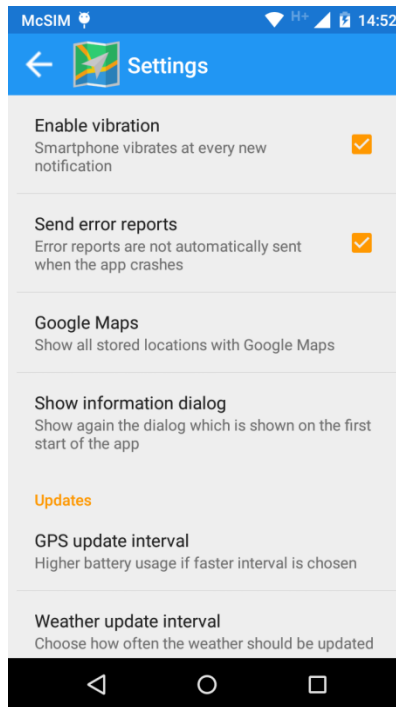 McSIM H+ 14:52
Settings
Enable vibration
Smartphone vibrates at every new
notification
Send error reports
Error reports are not automatically sent
when the app crashes
Google Maps
Show all stored locations with Google Maps
Show information dialog
Show again the dialog which is shown on the first
start of the app
Updates
GPS update interval
Higher battery usage if faster interval is chosen
Weather update interval
Choose how often the weather should be updated